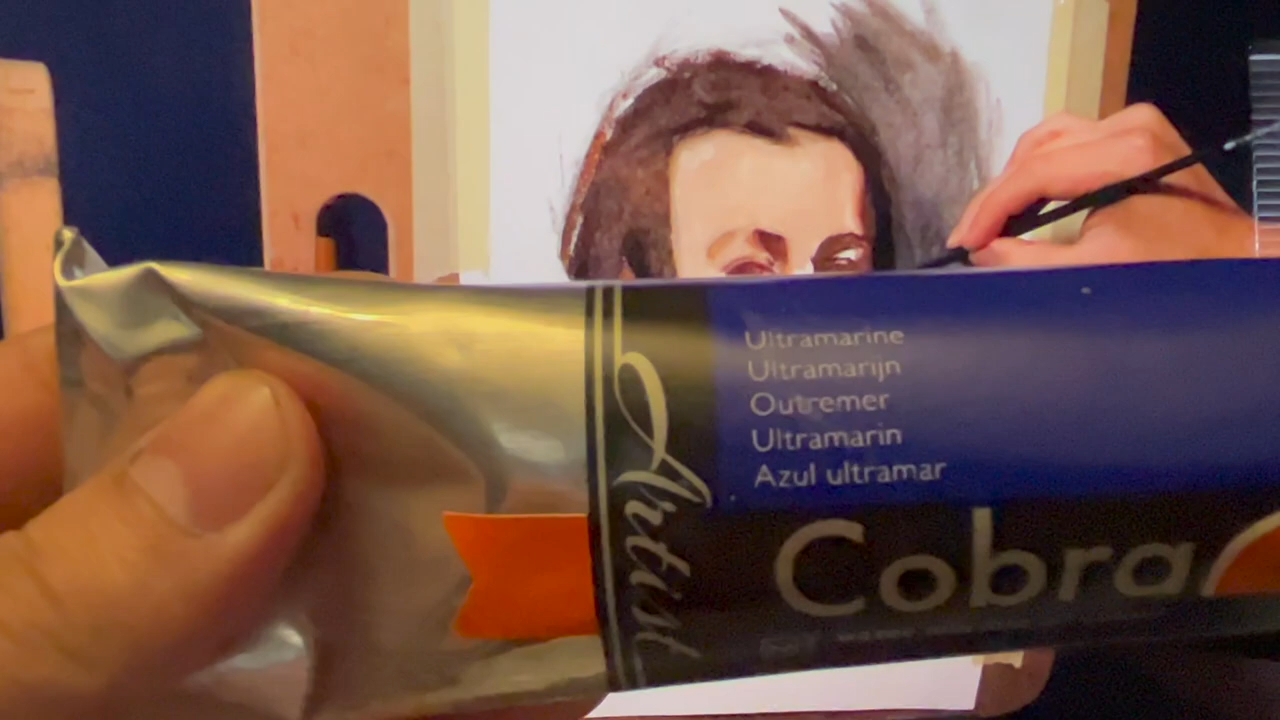 Ultramarine
Ultramarijn
Outremer
Ultramarin
Azul ultramar
Artist
Cobra